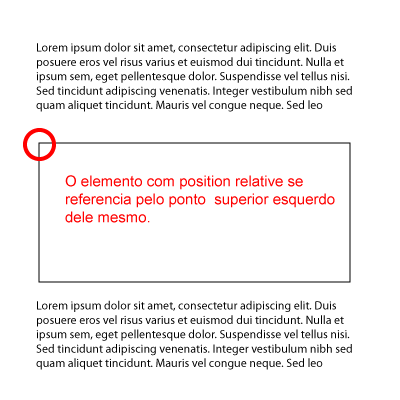 Lorem ipsum dolor sit amet, consectetur adipiscing elit. Duis
posuere eros vel risus varius et euismod dui tincidunt. Nulla et
ipsum sem, eget pellentesque dolor. Suspendisse vel tellus nisi.
Sed tincidunt adipiscing venenatis. Integer vestibulum nibh sed
quam aliquet tincidunt. Mauris vel congue neque. Sed leo
O elemento com position relative se
referencia pelo ponto  superior esquerdo
dele mesmo.
Lorem ipsum dolor sit amet, consectetur adipiscing elit. Duis
posuere eros vel risus varius et euismod dui tincidunt. Nulla et
ipsum sem, eget pellentesque dolor. Suspendisse vel tellus nisi.
Sed tincidunt adipiscing venenatis. Integer vestibulum nibh sed
quam aliquet tincidunt. Mauris vel congue neque. Sed leo